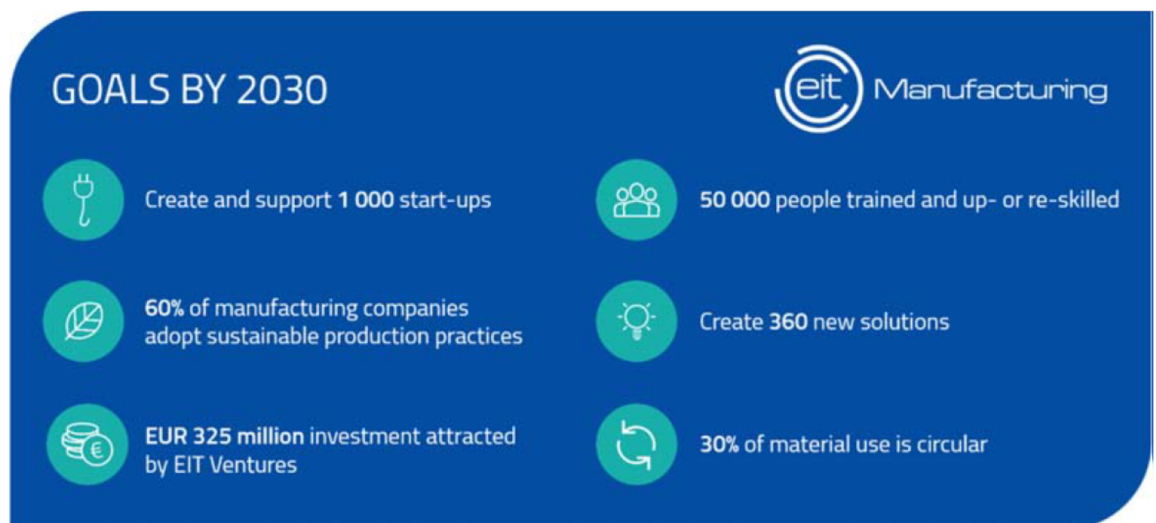 GOALS BY 2030
eit Manufacturing
Create and support 1 000 start-ups
50 000 people trained and up- or re-skilled
60% of manufacturing companies
adopt sustainable production practices
Create 360 new solutions
EUR 325 million investment attracted
by EIT Ventures
30% of material use is circular